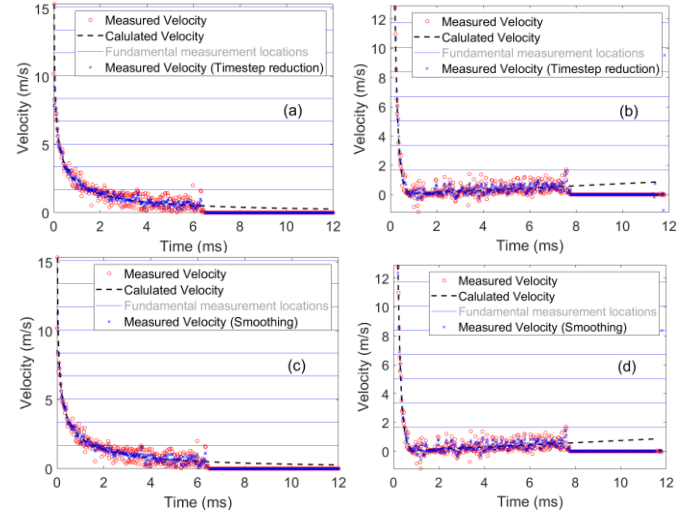 15
10
5
0
Velocity (m/s)
Measured Velocity
Calulated Velocity
Fundamental measurement locations
Measured Velocity (Timestep reduction)
(a)
0 2 4 6 8 10 12
Time (ms)
12
10
8
6
4
2
0
Velocity (m/s)
Measured Velocity
Calulated Velocity
Fundamental measurement locations
Measured Velocity (Timestep reduction)
(b)
0 2 4 6 8 10 12
Time (ms)
15
10
5
0
Velocity (m/s)
Measured Velocity
Calulated Velocity
Fundamental measurement locations
Measured Velocity (Smoothing)
(c)
0 2 4 6 8 10 12
Time (ms)
12
10
8
6
4
2
0
Velocity (m/s)
Measured Velocity
Calulated Velocity
Fundamental measurement locations
Measured Velocity (Smoothing)
(d)
0 2 4 6 8 10 12
Time (ms)